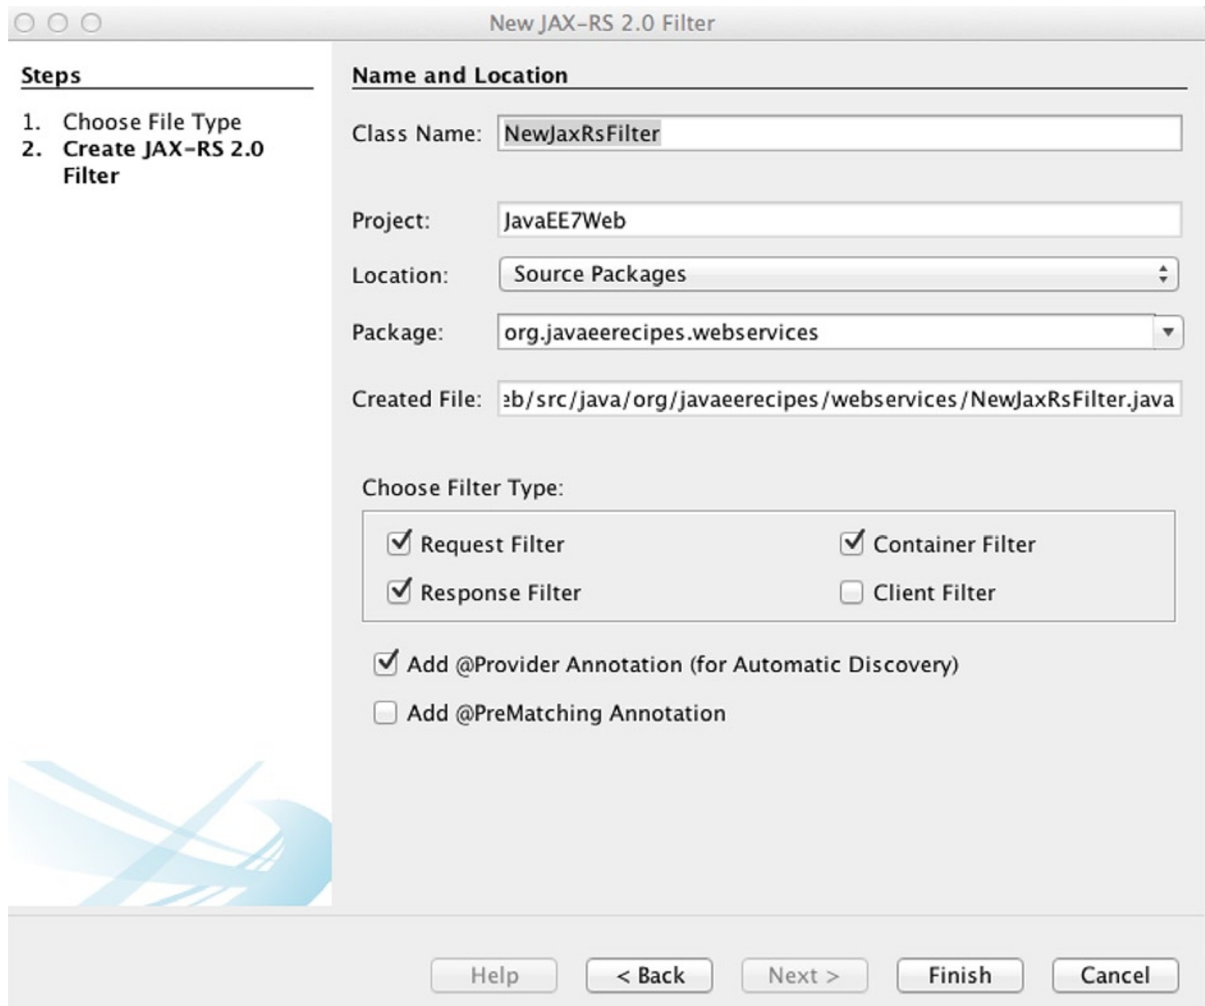 New JAX-RS 2.0 Filter
Steps
1. Choose File Type
2. Create JAX-RS 2.0
Filter
Name and Location
Class Name: NewJaxRsFilter
Project: JavaEE7Web
Location: Source Packages
Package: org.javaeerecipes.webservices
Created File: eb/src/java/org/javaeerecipes/webservices/NewJaxRsFilter.java
Choose Filter Type:
Request Filter Container Filter
Response Filter Client Filter
Add @Provider Annotation (for Automatic Discovery)
Add @PreMatching Annotation
Help < Back Next > Finish Cancel